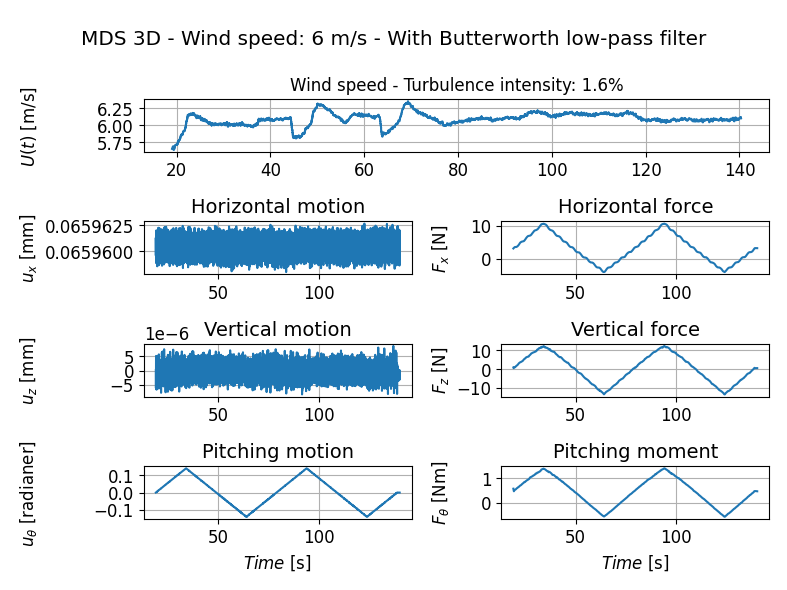 MDS 3D - Wind speed: 6 m/s - With Butterworth low-pass filter
Wind speed - Turbulence intensity: 1.6%
U(t) [m/s]
6.25
6.00
5.75
20 40 60 80 100 120 140
Horizontal motion
u_x [mm]
0.0659625
0.0659600
50 100
Horizontal force
F_x [N]
10
0
50 100
Vertical motion
1e−6
u_z [mm]
5
0
−5
50 100
Vertical force
F_z [N]
10
0
−10
50 100
Pitching motion
u_θ [radianer]
0.1
0.0
−0.1
50 100
Time [s]
Pitching moment
F_θ [Nm]
1
0
50 100
Time [s]